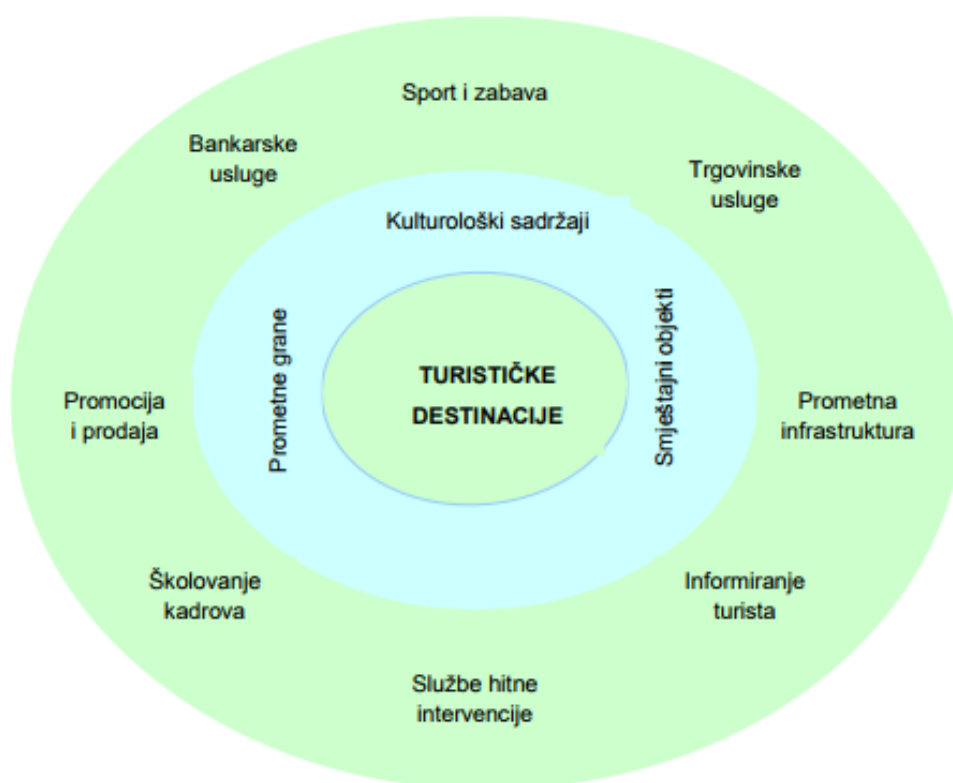 Sport i zabava
Bankarske
usluge
Trgovinske
usluge
Kulturološki sadržaji
Prometne grane
Smještajni objekti
TURISTIČKE
DESTINACIJE
Promocija
i prodaja
Prometna
infrastruktura
Školovanje
kadrova
Informiranje
turista
Službe hitne
intervencije